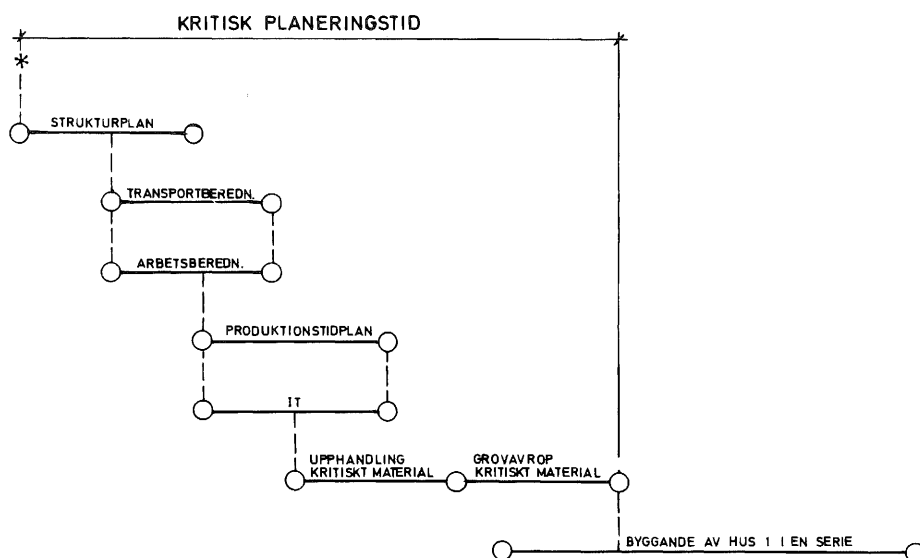 KRITISK PLANERINGSTID
*
STRUKTURPLAN
TRANSPORTBEREDN.
ARBETSBEREDN.
PRODUKTIONSTIDPLAN
IT
UPPHANDLING
KRITISKT MATERIAL
GROVAVROP
KRITISKT MATERIAL
BYGGANDE AV HUS 1 I EN SERIE